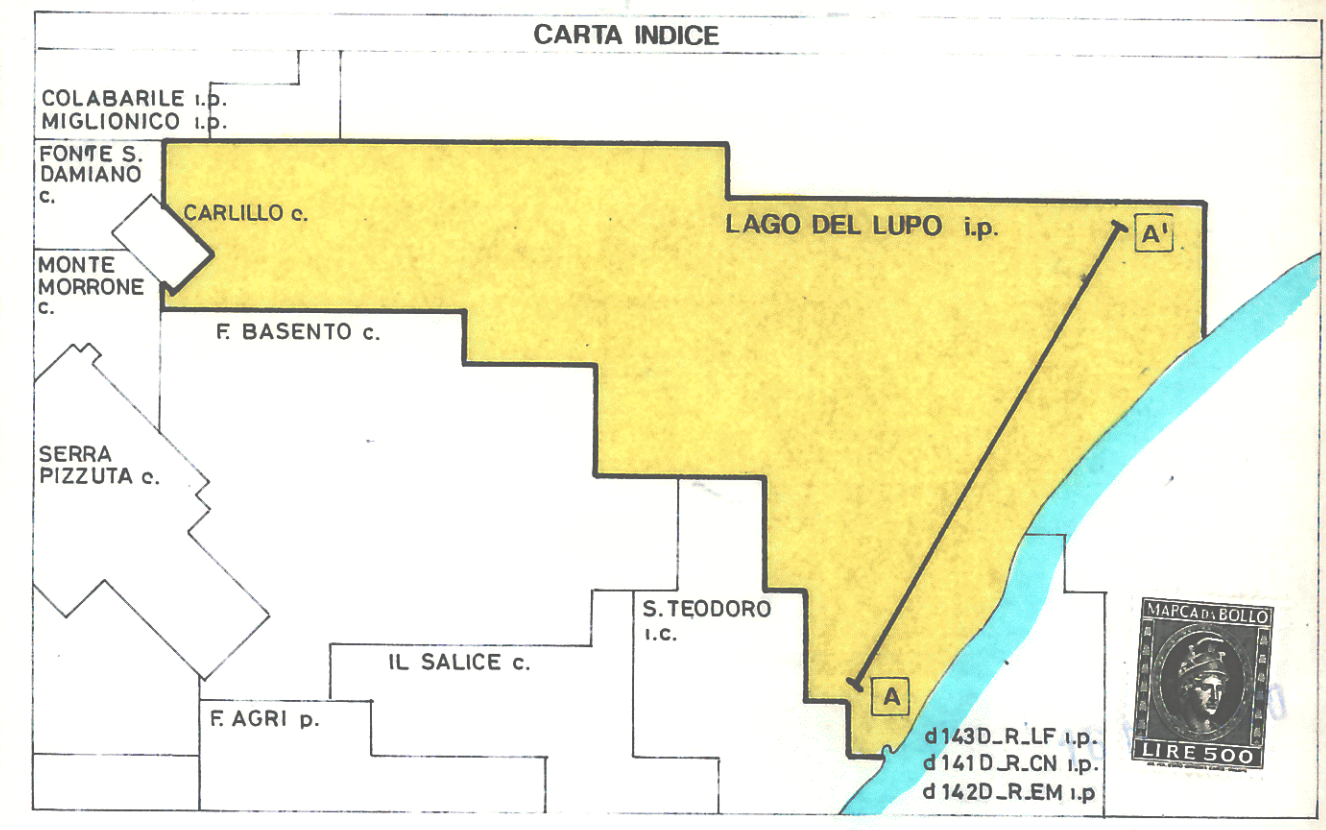 CARTA INDICE
COLABARILE i.p.
MIGLIONICO i.p.
FONTE S.
DAMIANO
c.
CARLILLO c.
LAGO DEL LUPO i.p.
A'
MONTE
MORRONE
c.
F. BASENTO c.
SERRA
PIZZUTA c.
S. TEODORO
i.c.
IL SALICE c.
A
F. AGRI p.
d143D_R_LF i.p.
d141D_R_CN i.p.
d142D_R_EM i.p
MARCA DA BOLLO
LIRE 500